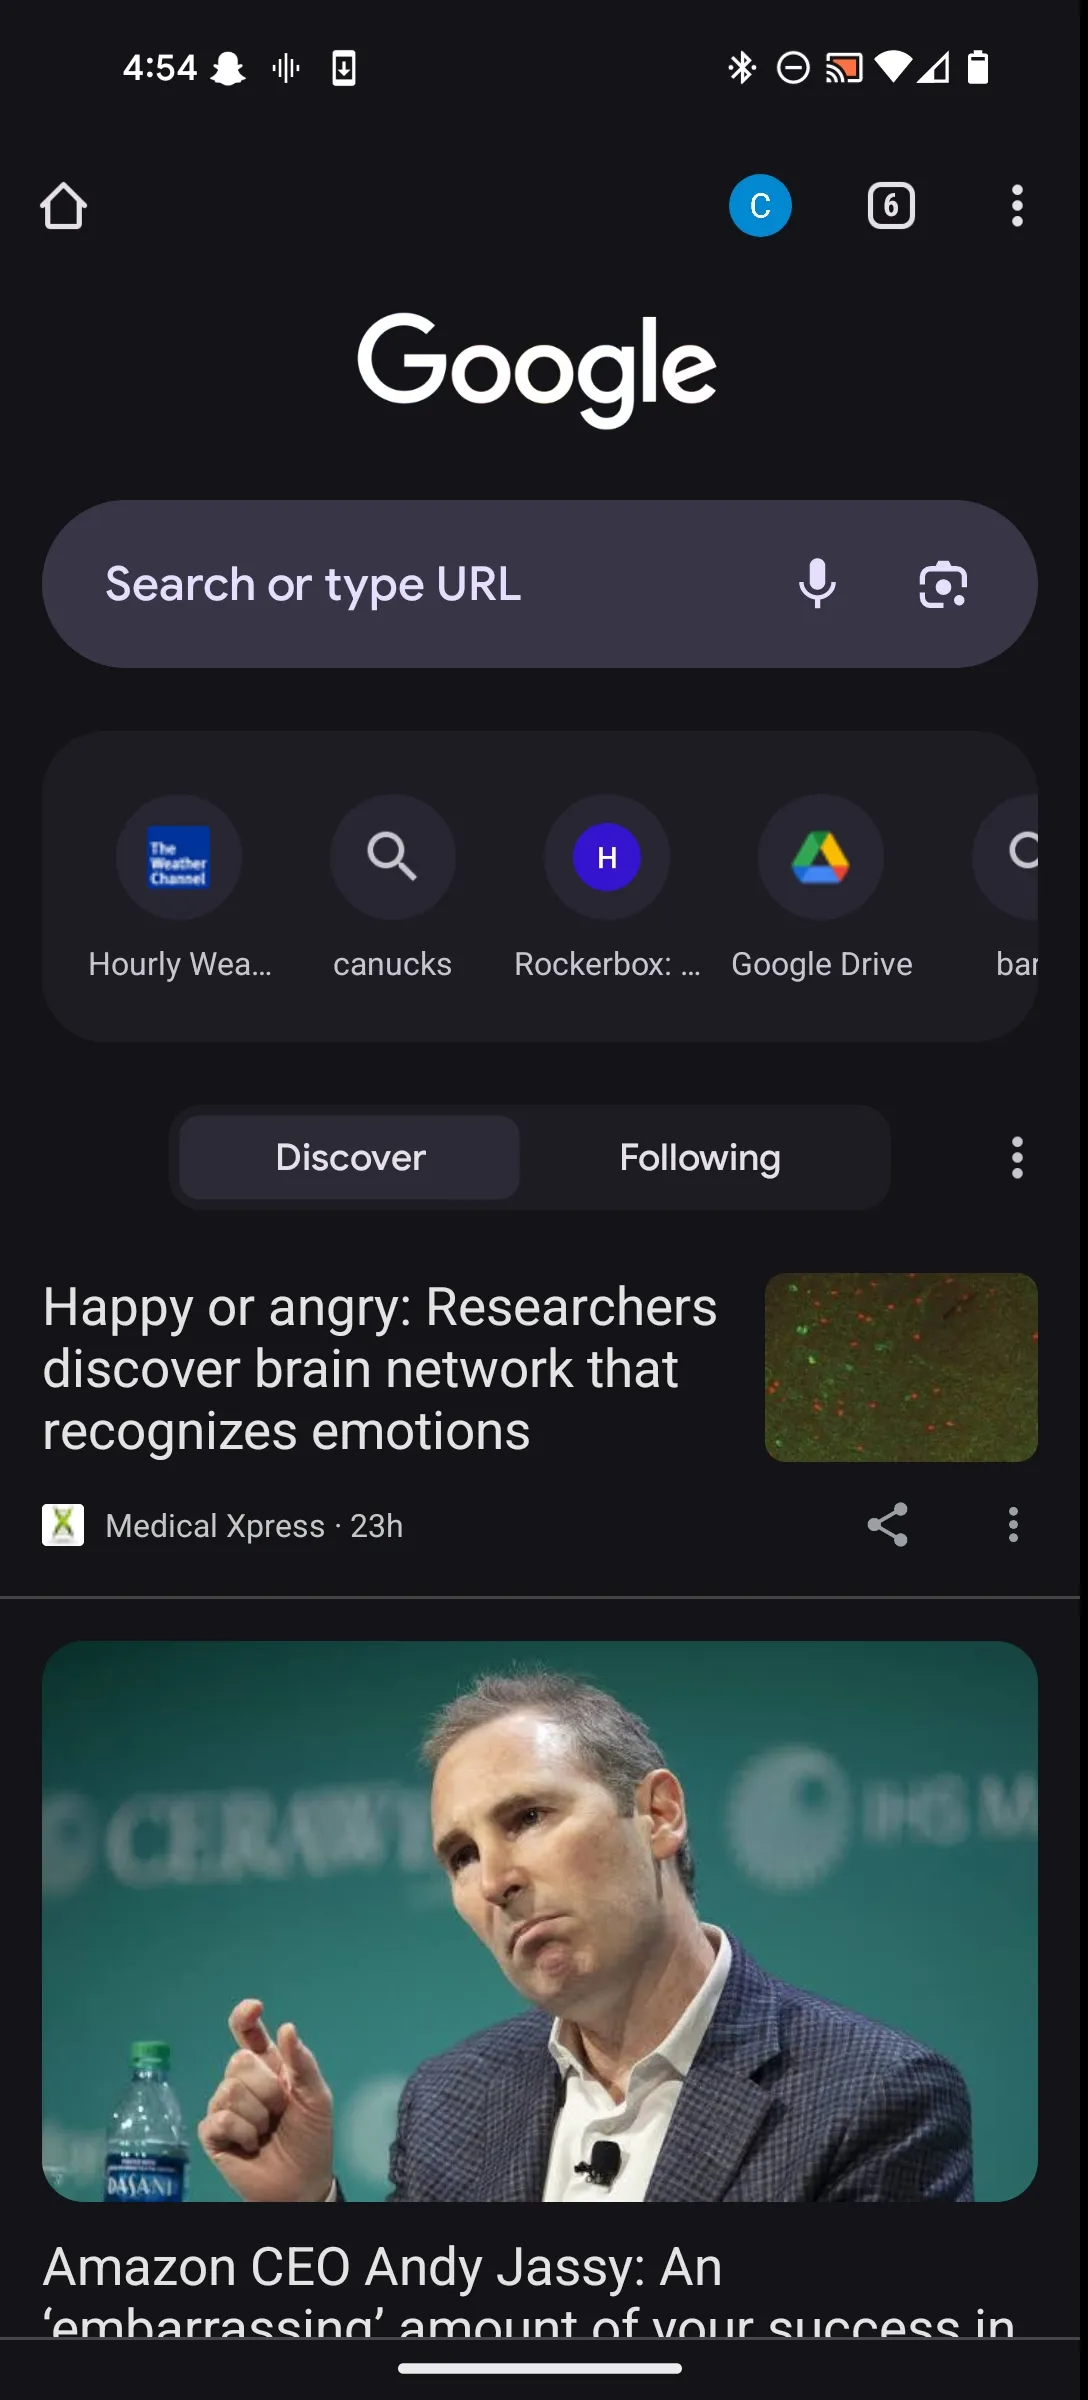 4:54
C
6
Google
Search or type URL
The
Weather
Channel
H
Hourly Wea...
canucks
Rockerbox: ...
Google Drive
bar
Discover
Following
Happy or angry: Researchers
discover brain network that
recognizes emotions
Medical Xpress · 23h
CERAW
IHS M
DASANI
Amazon CEO Andy Jassy: An
‘embarrassing’ amount of your success in